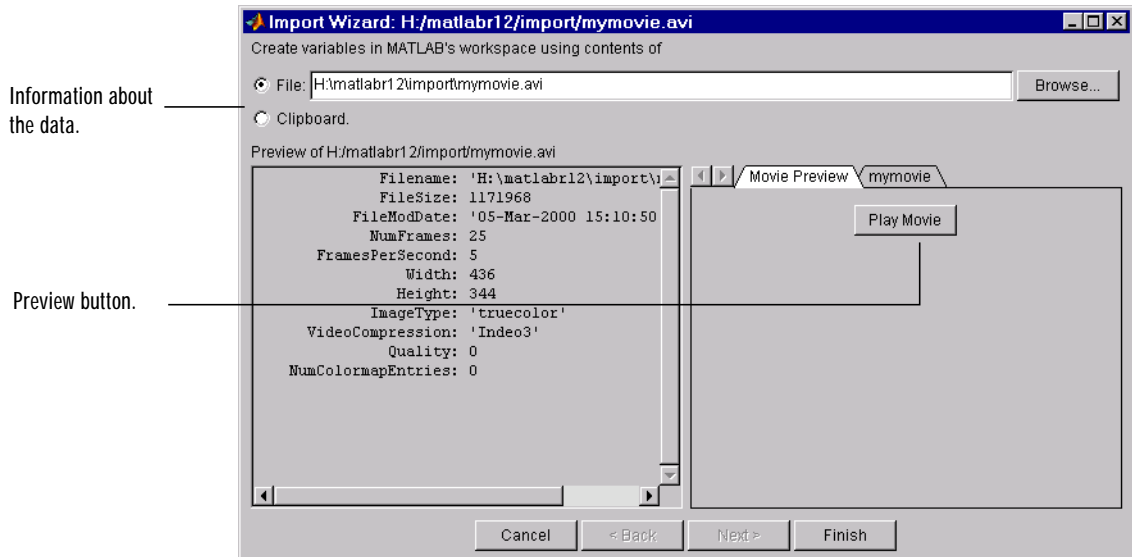 Import Wizard: H:/matlabr12/import/mymovie.avi
Create variables in MATLAB's workspace using contents of
File: H:\matlabr12\import\mymovie.avi
Browse...
Clipboard.
Information about
the data.
Preview of H:/matlabr12/import/mymovie.avi
Filename: 'H:\matlabr12\import\
FileSize: 1171968
FileModDate: '05-Mar-2000 15:10:50
NumFrames: 25
FramesPerSecond: 5
Width: 436
Height: 344
ImageType: 'truecolor'
VideoCompression: 'Indeo3'
Quality: 0
NumColormapEntries: 0
Movie Preview
mymovie
Play Movie
Preview button.
Cancel
< Back
Next >
Finish